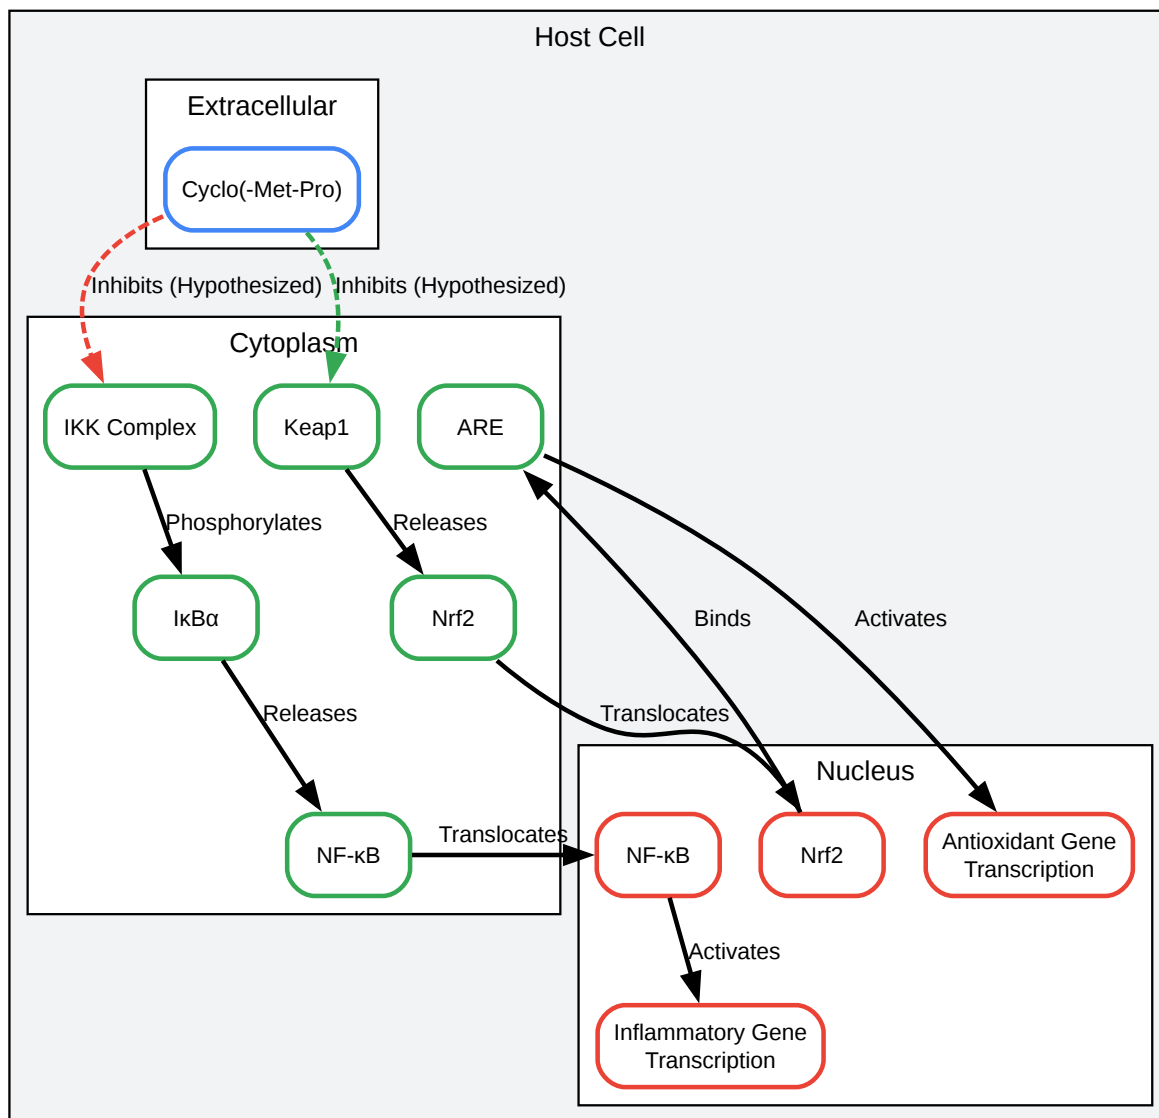 Host Cell
Extracellular
Cyclo(-Met-Pro)
Inhibits (Hypothesized)
Inhibits (Hypothesized)
Cytoplasm
IKK Complex
Keap1
ARE
Phosphorylates
Releases
IκBα
Nrf2
Binds
Activates
Releases
Translocates
Nucleus
NF-κB
Translocates
NF-κB
Nrf2
Antioxidant Gene
Transcription
Activates
Inflammatory Gene
Transcription